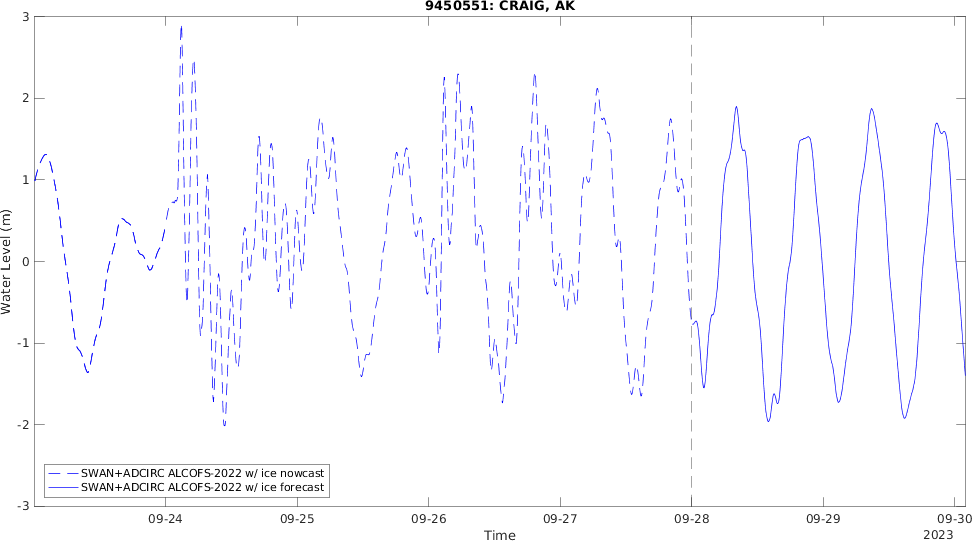 9450551: CRAIG, AK
3
2
1
0
-1
-2
-3
Water Level (m)
SWAN+ADCIRC ALCOFS-2022 w/ ice nowcast
SWAN+ADCIRC ALCOFS-2022 w/ ice forecast
09-24 09-25 09-26 09-27 09-28 09-29 09-30
Time
2023